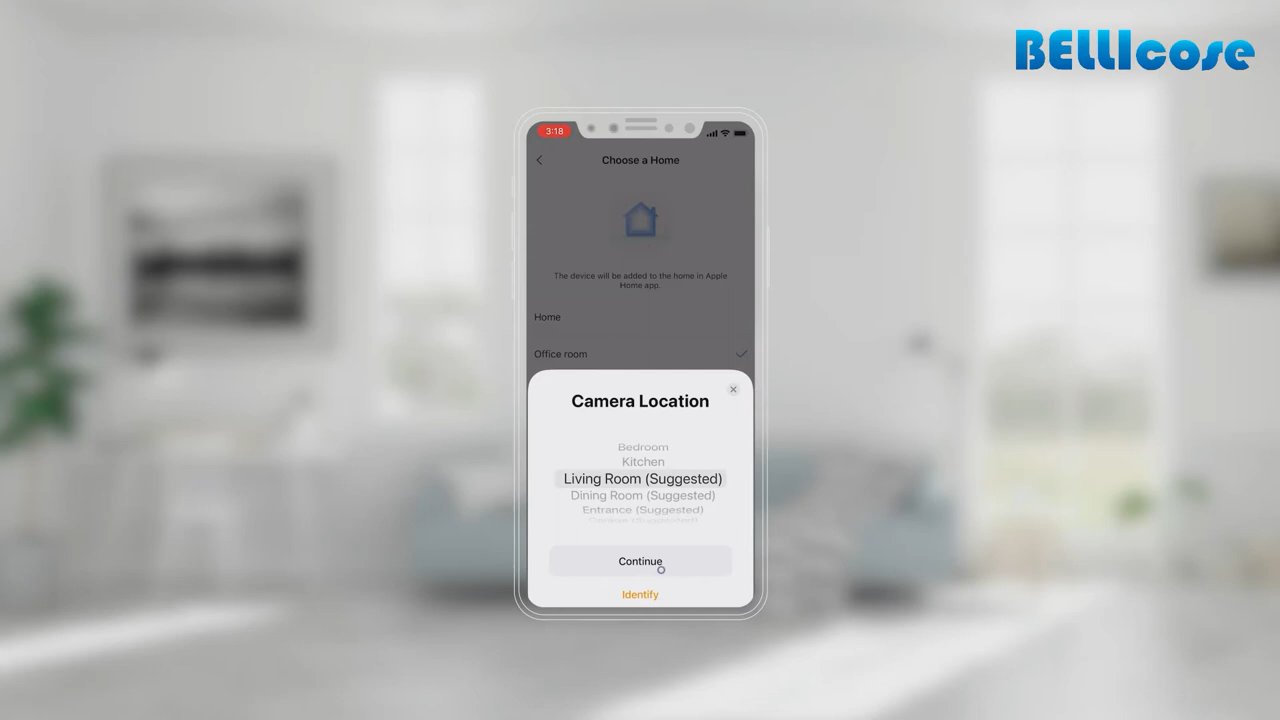 BELLIcose
3:18
Choose a Home
The device will be added to the home in Apple
Home app.
Home
Office room
Camera Location
Bedroom
Kitchen
Living Room (Suggested)
Dining Room (Suggested)
Entrance (Suggested)
Continue
Identify